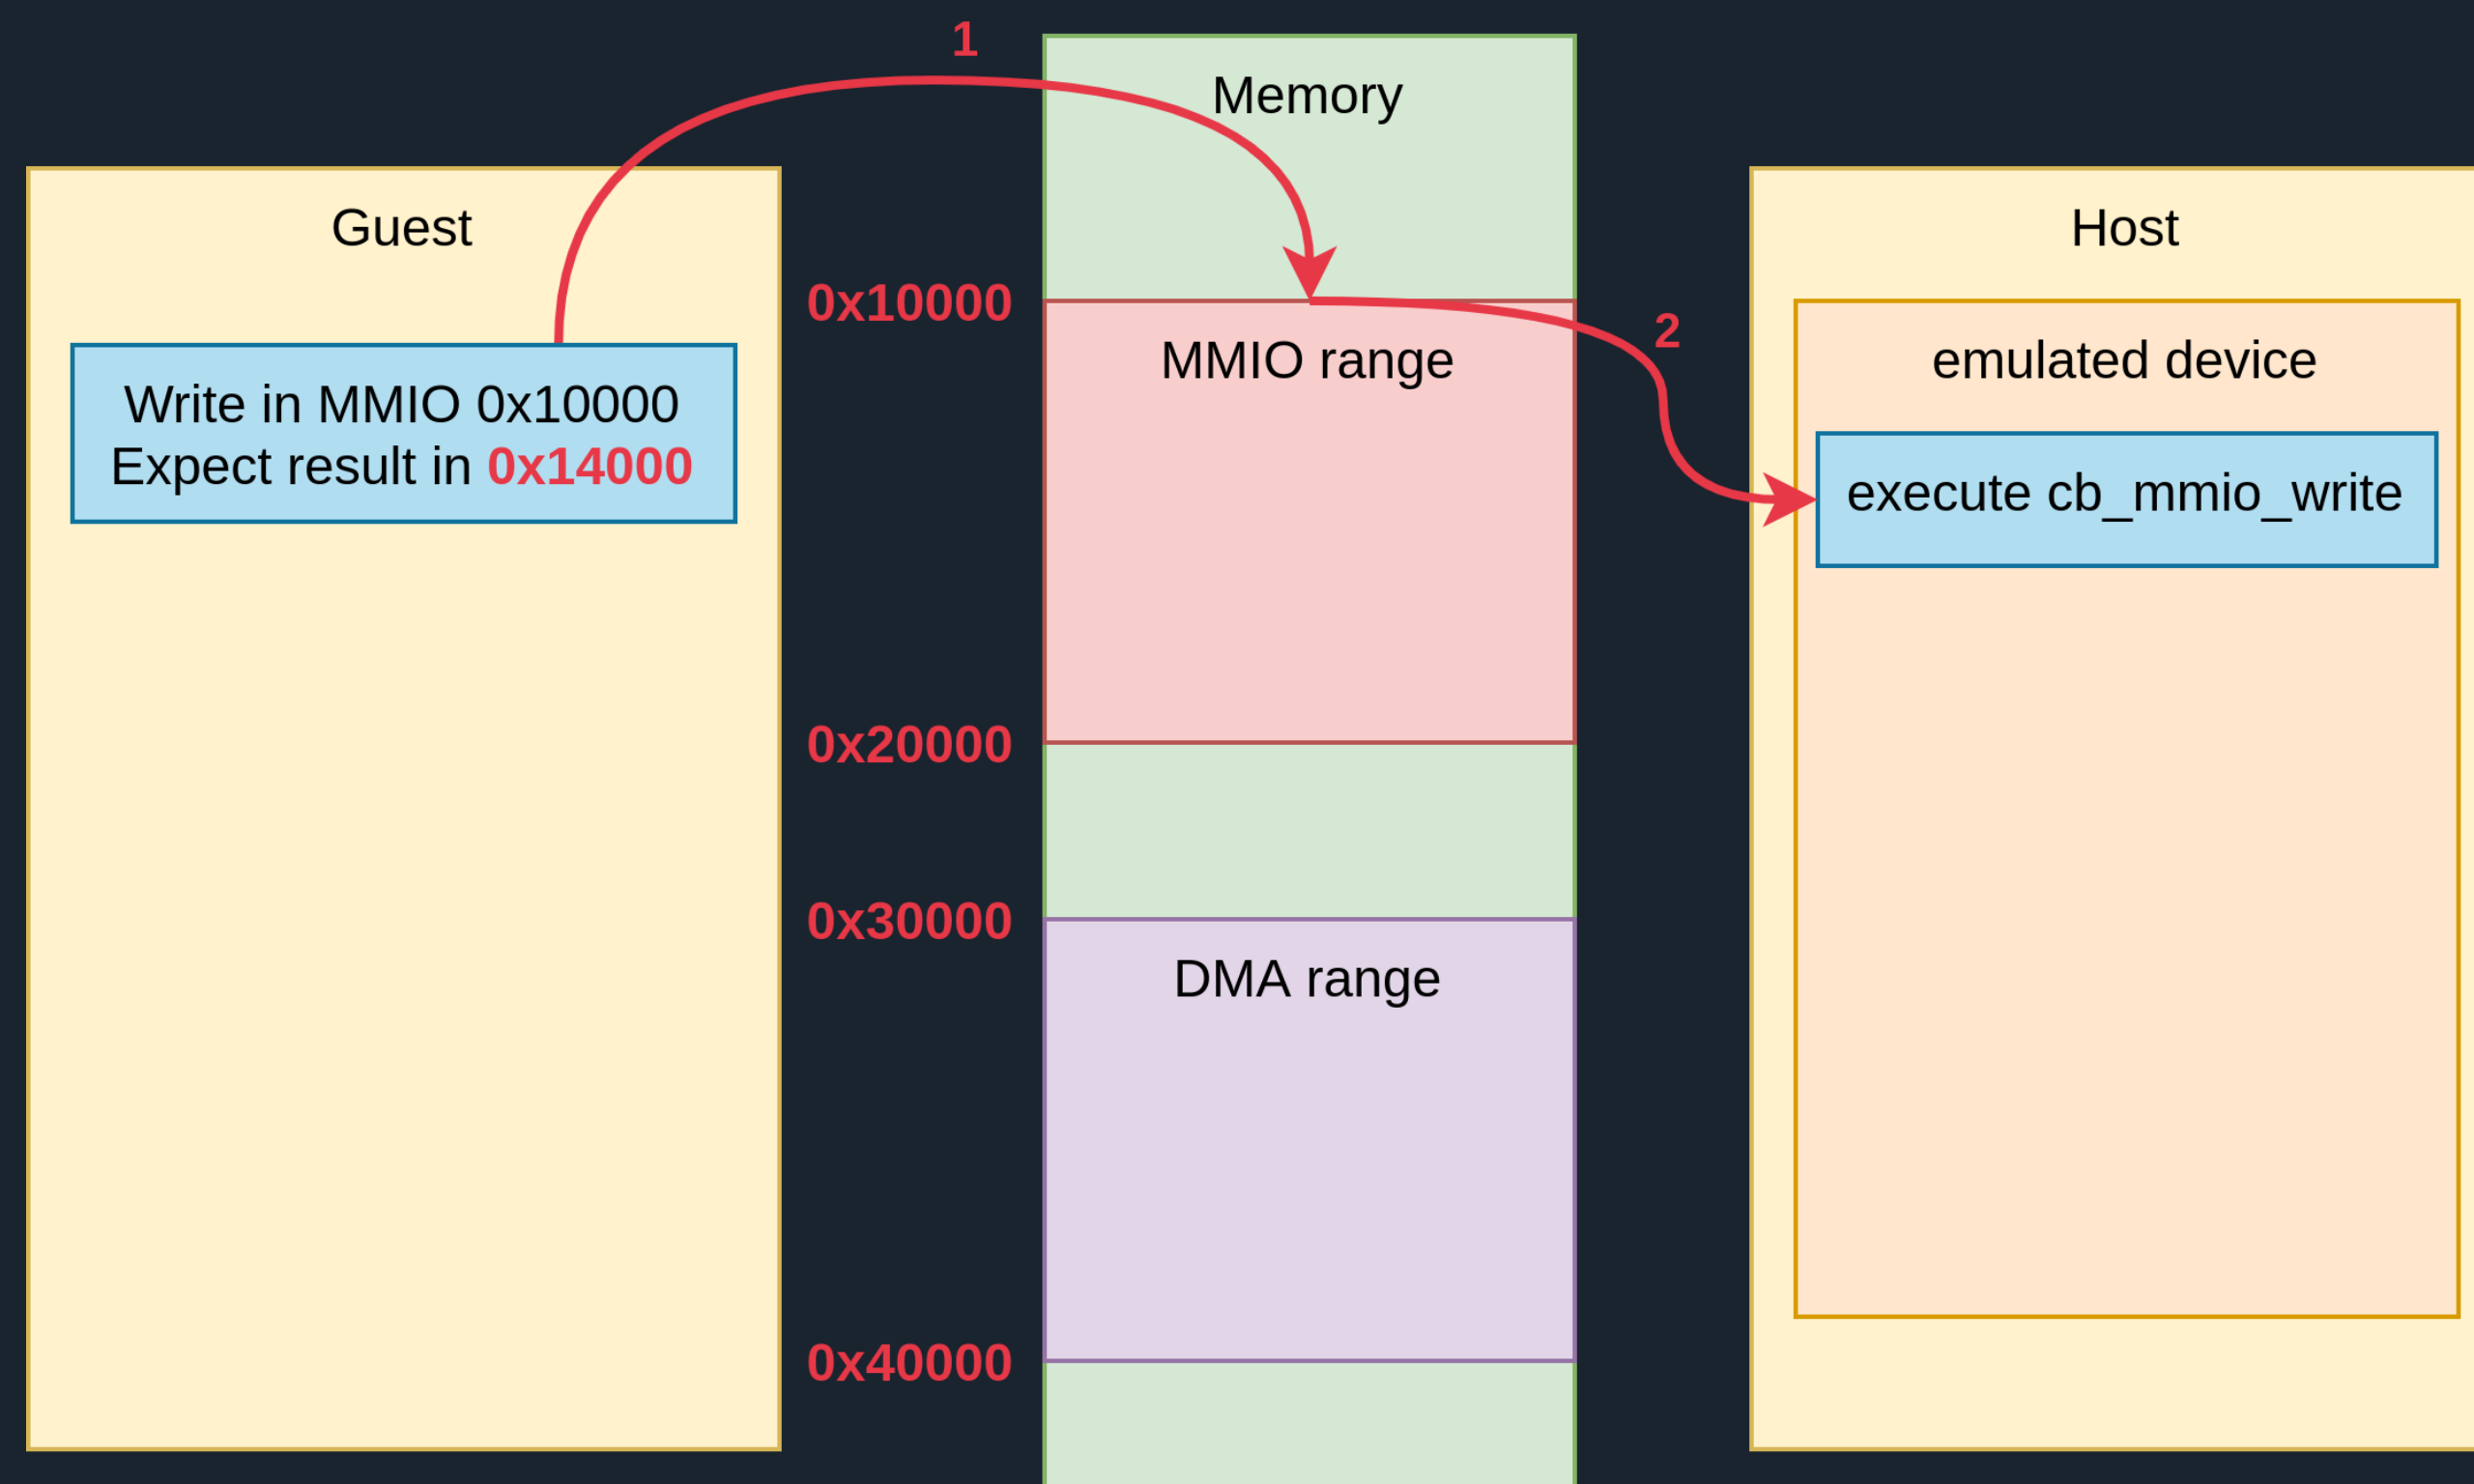 1
Memory
Guest
Host
0x10000
2
MMIO range
emulated device
Write in MMIO 0x10000
Expect result in 0x14000
execute cb_mmio_write
0x20000
0x30000
DMA range
0x40000